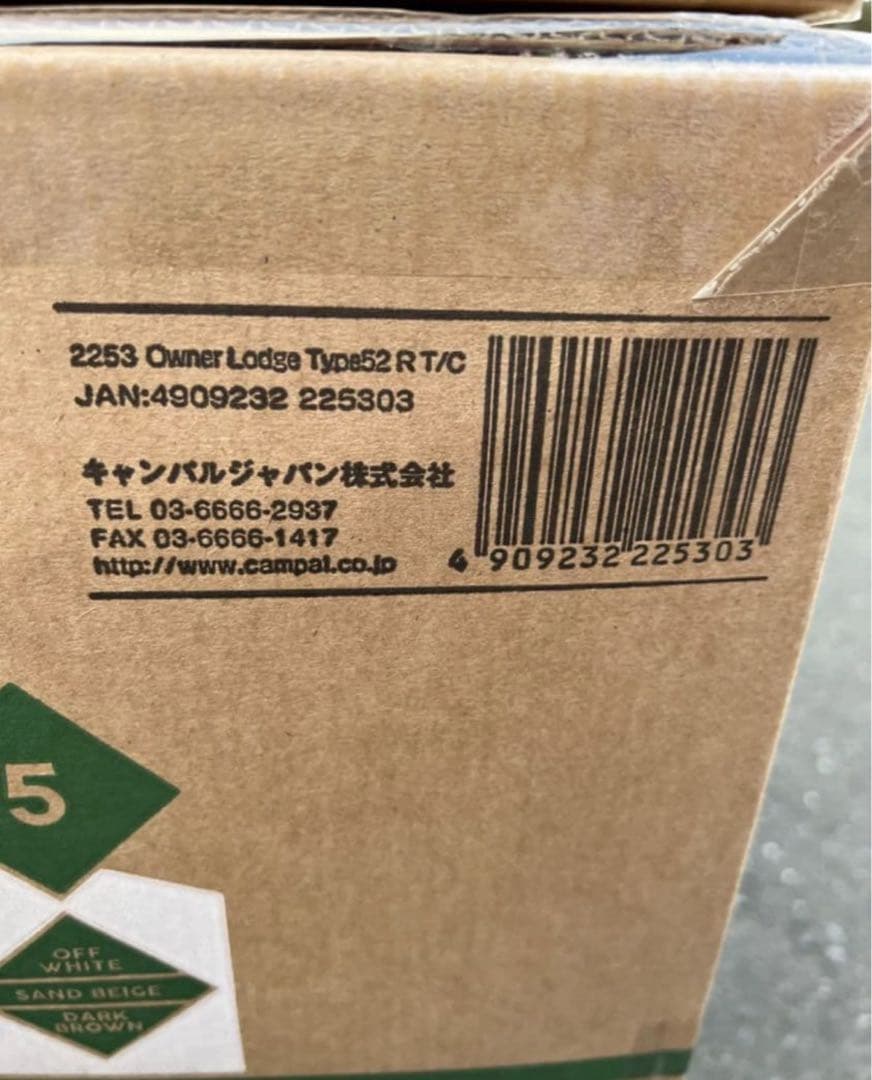 2253 Owner Lodge Type52 R T/C
JAN:4909232 225303
キャンパルジャパン株式会社
TEL 03-6666-2937
FAX 03-6666-1417
http://www.campal.co.jp
4 909232 225303
5
OFF
WHITE
SAND BEIGE
DARK
BROWN